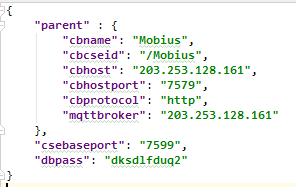 {
"parent" : {
"cbname": "Mobius",
"cbcseid": "/Mobius",
"cbhost": "203.253.128.161",
"cbhostport": "7579",
"cbprotocol": "http",
"mqttbroker": "203.253.128.161"
},
"csebaseport": "7599",
"dbpass": "dksdlfduq2"
}